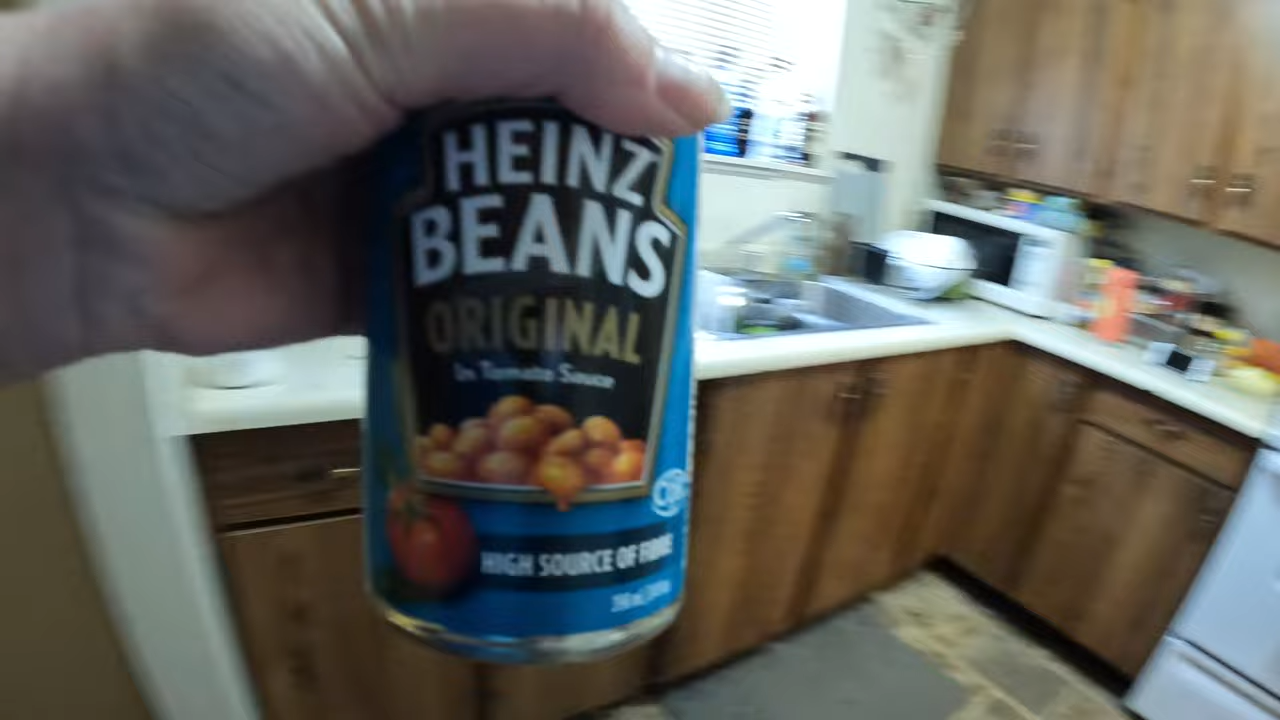 HEINZ
BEANS
ORIGINAL
In Tomato Sauce
HIGH SOURCE OF FIBRE